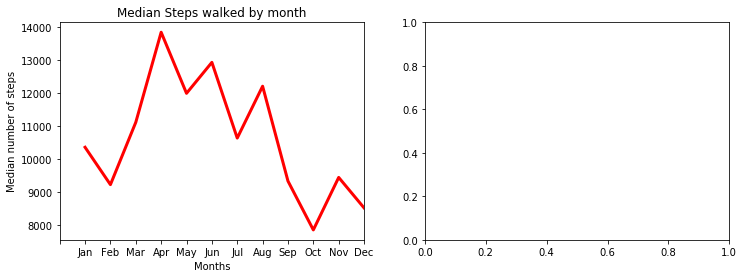 Median Steps walked by month
Median number of steps
14000
13000
12000
11000
10000
9000
8000
Jan Feb Mar Apr May Jun Jul Aug Sep Oct Nov Dec
Months
1.0
0.8
0.6
0.4
0.2
0.0
0.0 0.2 0.4 0.6 0.8 1.0